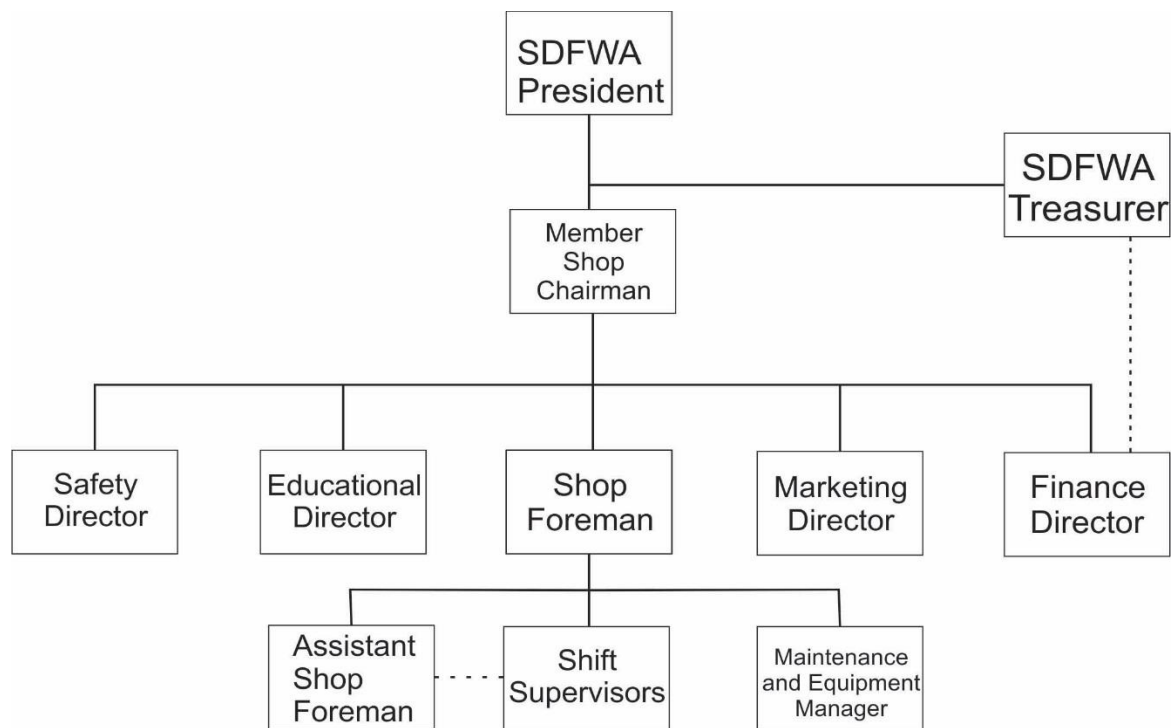 SDFWA
President
SDFWA
Treasurer
Member
Shop
Chairman
Safety
Director
Educational
Director
Shop
Foreman
Marketing
Director
Finance
Director
Assistant
Shop
Foreman
Shift
Supervisors
Maintenance
and Equipment
Manager